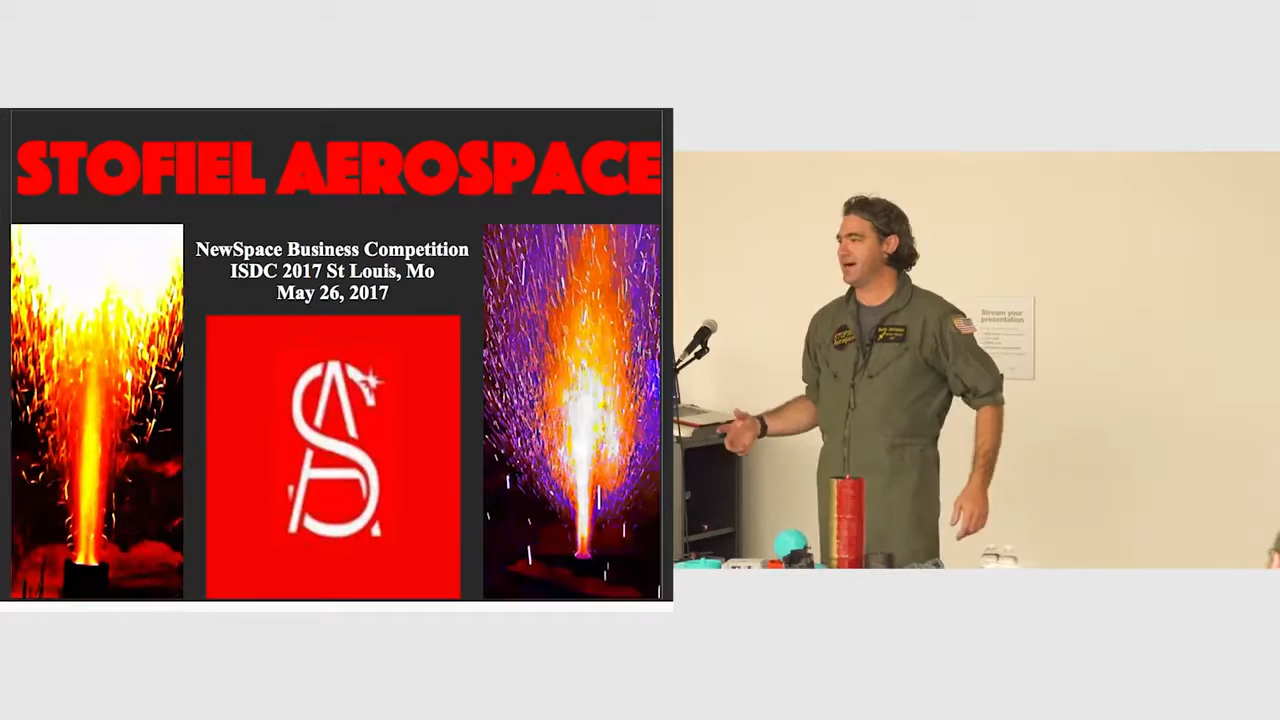 STOFIEL AEROSPACE
NewSpace Business Competition
ISDC 2017 St Louis, Mo
May 26, 2017
Stream your
presentation